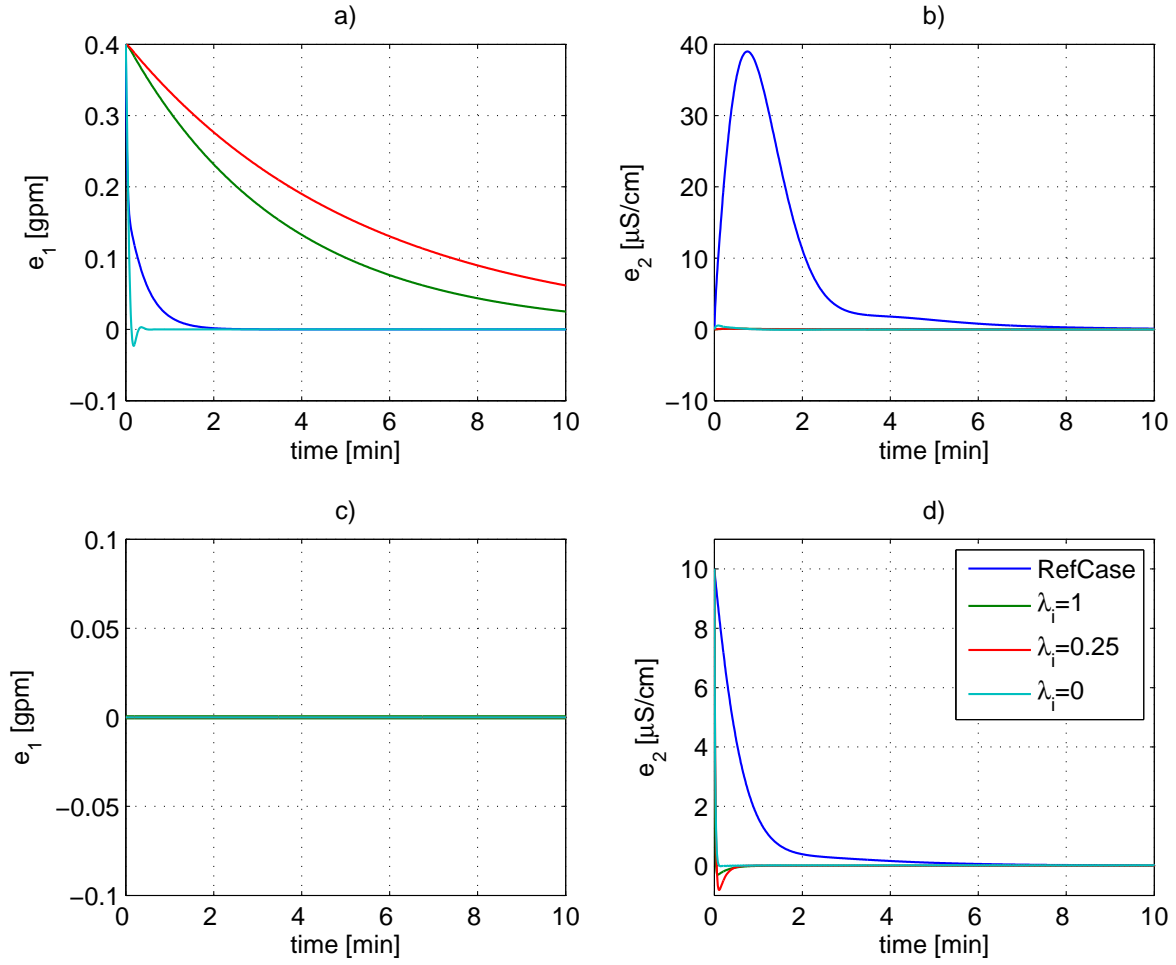 a)
0.4
0.3
0.2
0.1
0
−0.1
e1 [gpm]
0 2 4 6 8 10
time [min]
b)
40
30
20
10
0
−10
e2 [µS/cm]
0 2 4 6 8 10
time [min]
c)
0.1
0.05
0
−0.05
−0.1
e1 [gpm]
0 2 4 6 8 10
time [min]
d)
10
8
6
4
2
0
e2 [µS/cm]
0 2 4 6 8 10
time [min]
RefCase
λi=1
λi=0.25
λi=0